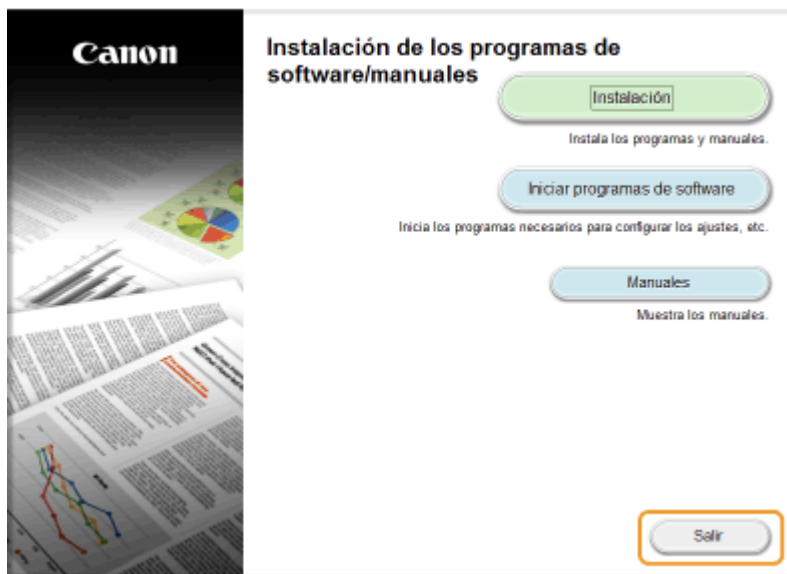 Canon
Instalación de los programas de
software/manuales
Instalación
Instala los programas y manuales.
Iniciar programas de software
Inicia los programas necesarios para configurar los ajustes, etc.
Manuales
Muestra los manuales.
Salir